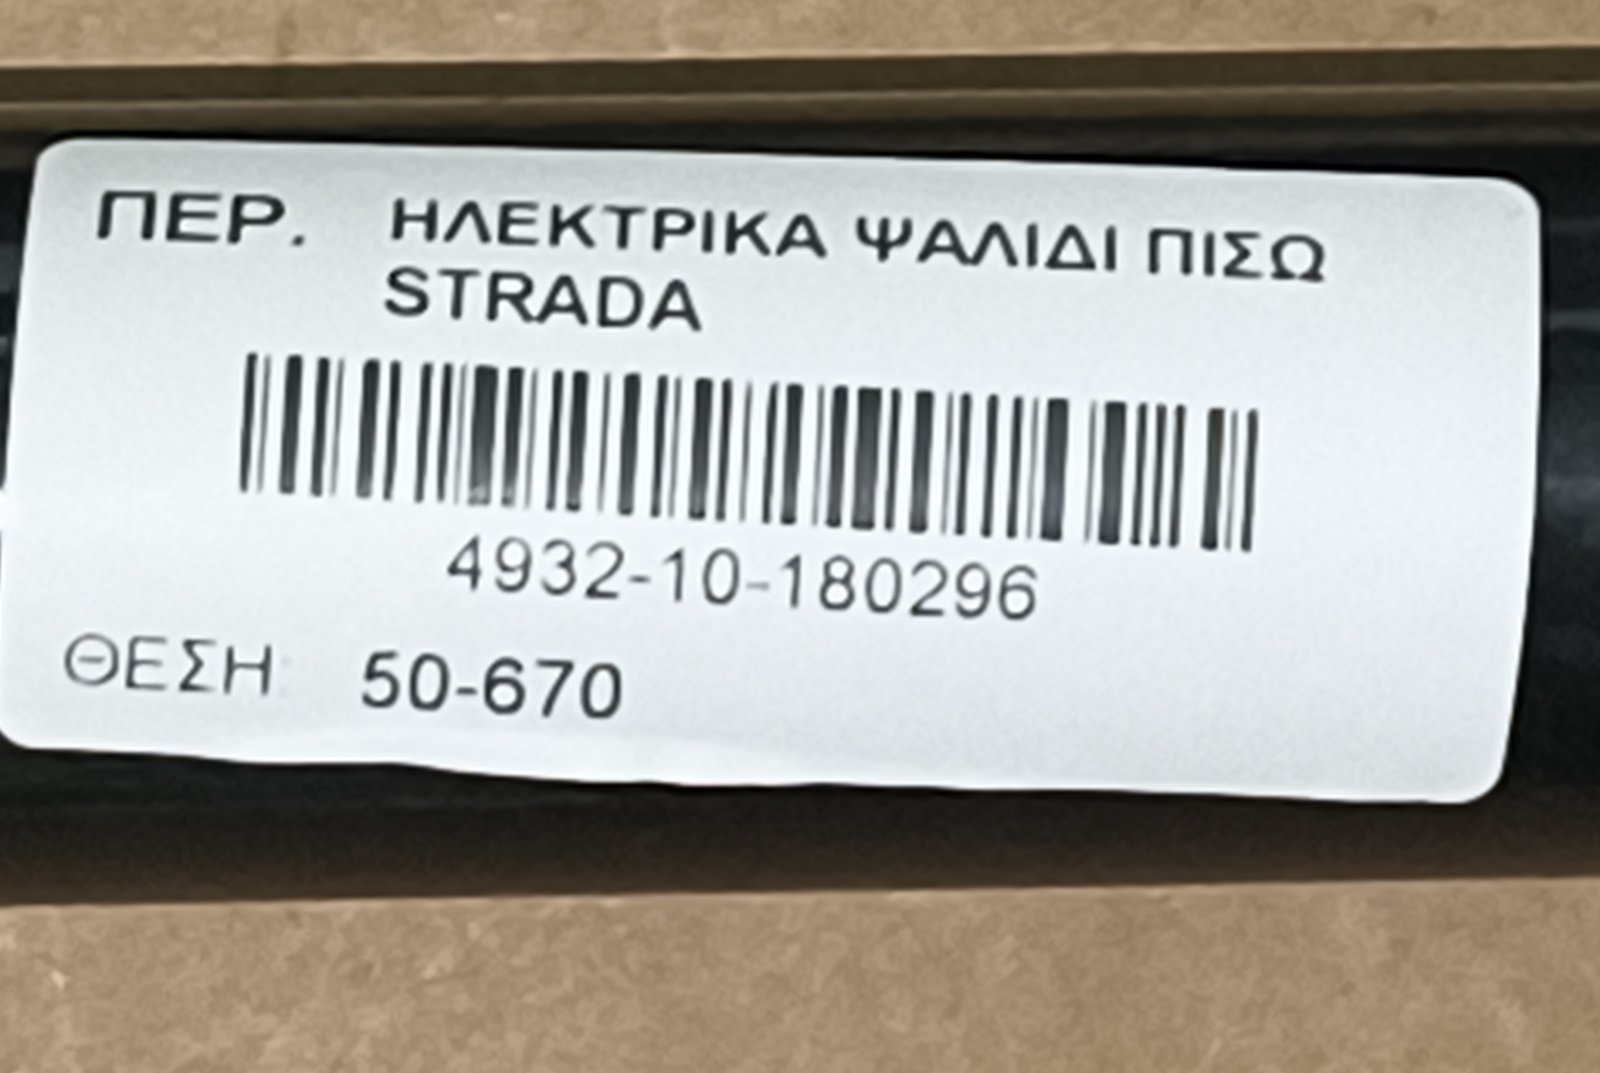 ΠΕΡ. ΗΛΕΚΤΡΙΚΑ ΨΑΛΙΔΙ ΠΙΣΩ
STRADA
4932-10-180296
ΘΕΣΗ 50-670